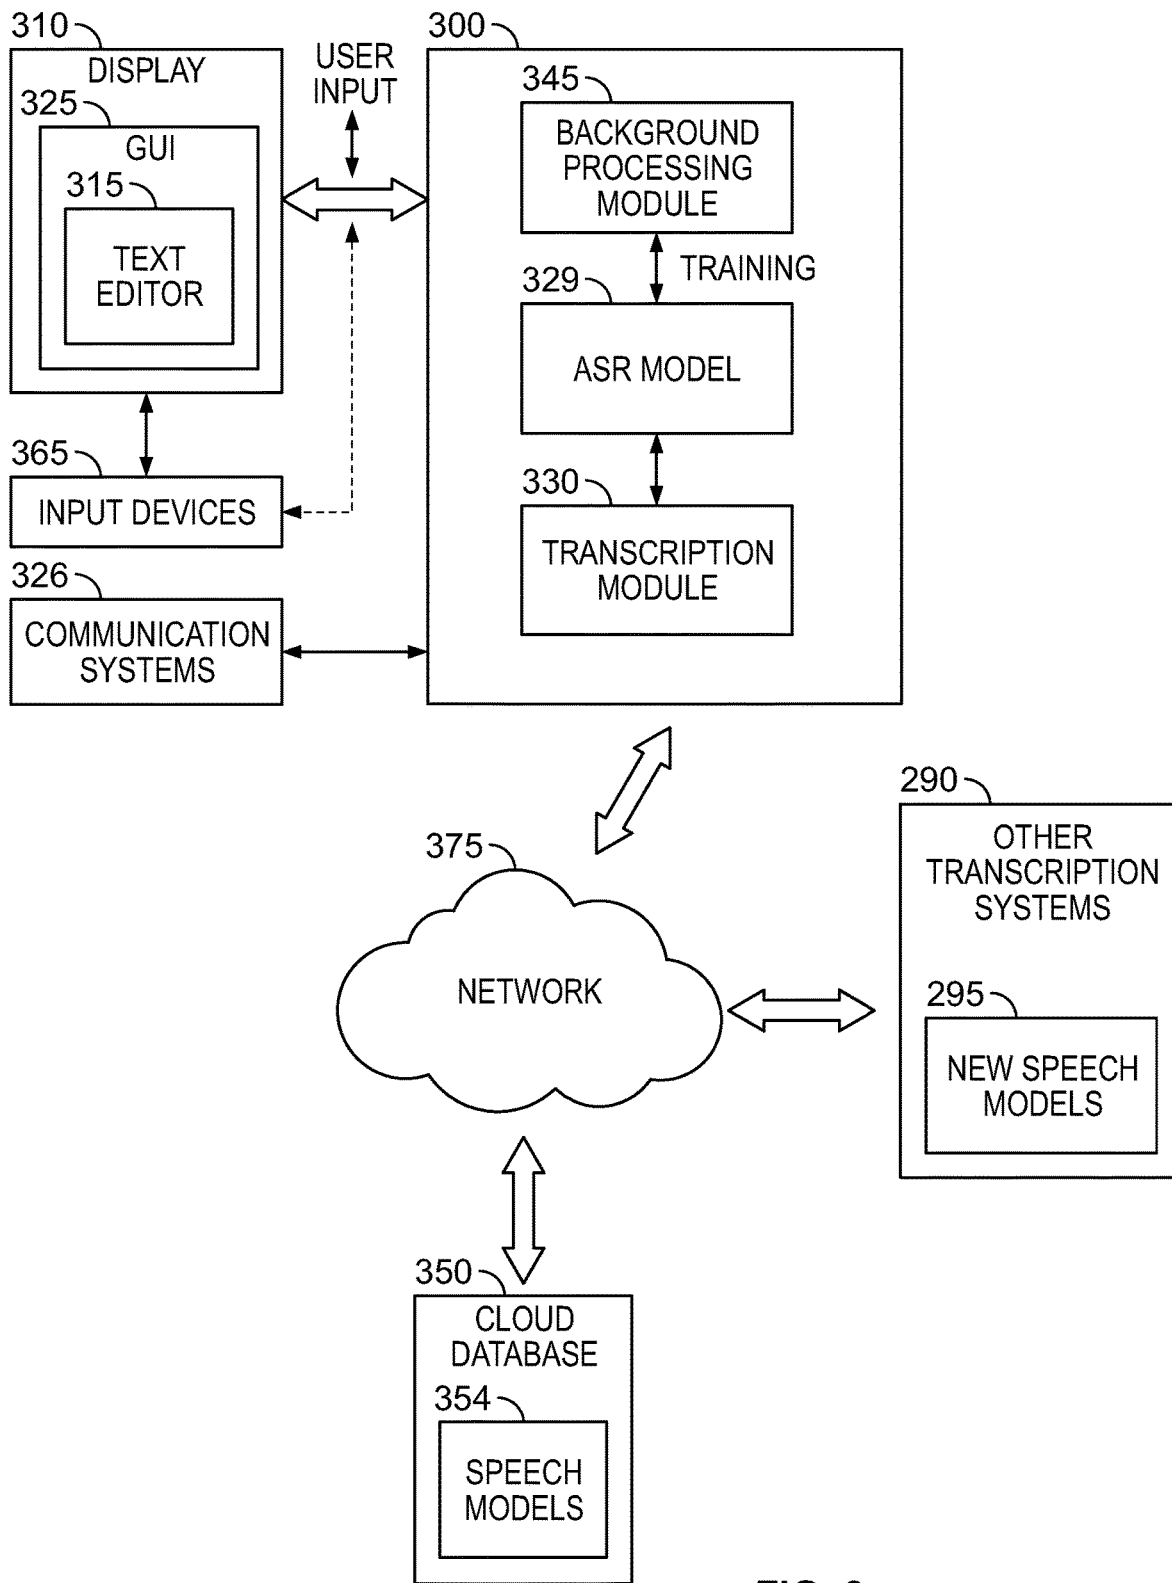 310
DISPLAY
325
GUI
315
TEXT
EDITOR
USER
INPUT
300
345
BACKGROUND
PROCESSING
MODULE
TRAINING
329
ASR MODEL
330
TRANSCRIPTION
MODULE
365
INPUT DEVICES
326
COMMUNICATION
SYSTEMS
375
NETWORK
290
OTHER
TRANSCRIPTION
SYSTEMS
295
NEW SPEECH
MODELS
350
CLOUD
DATABASE
354
SPEECH
MODELS